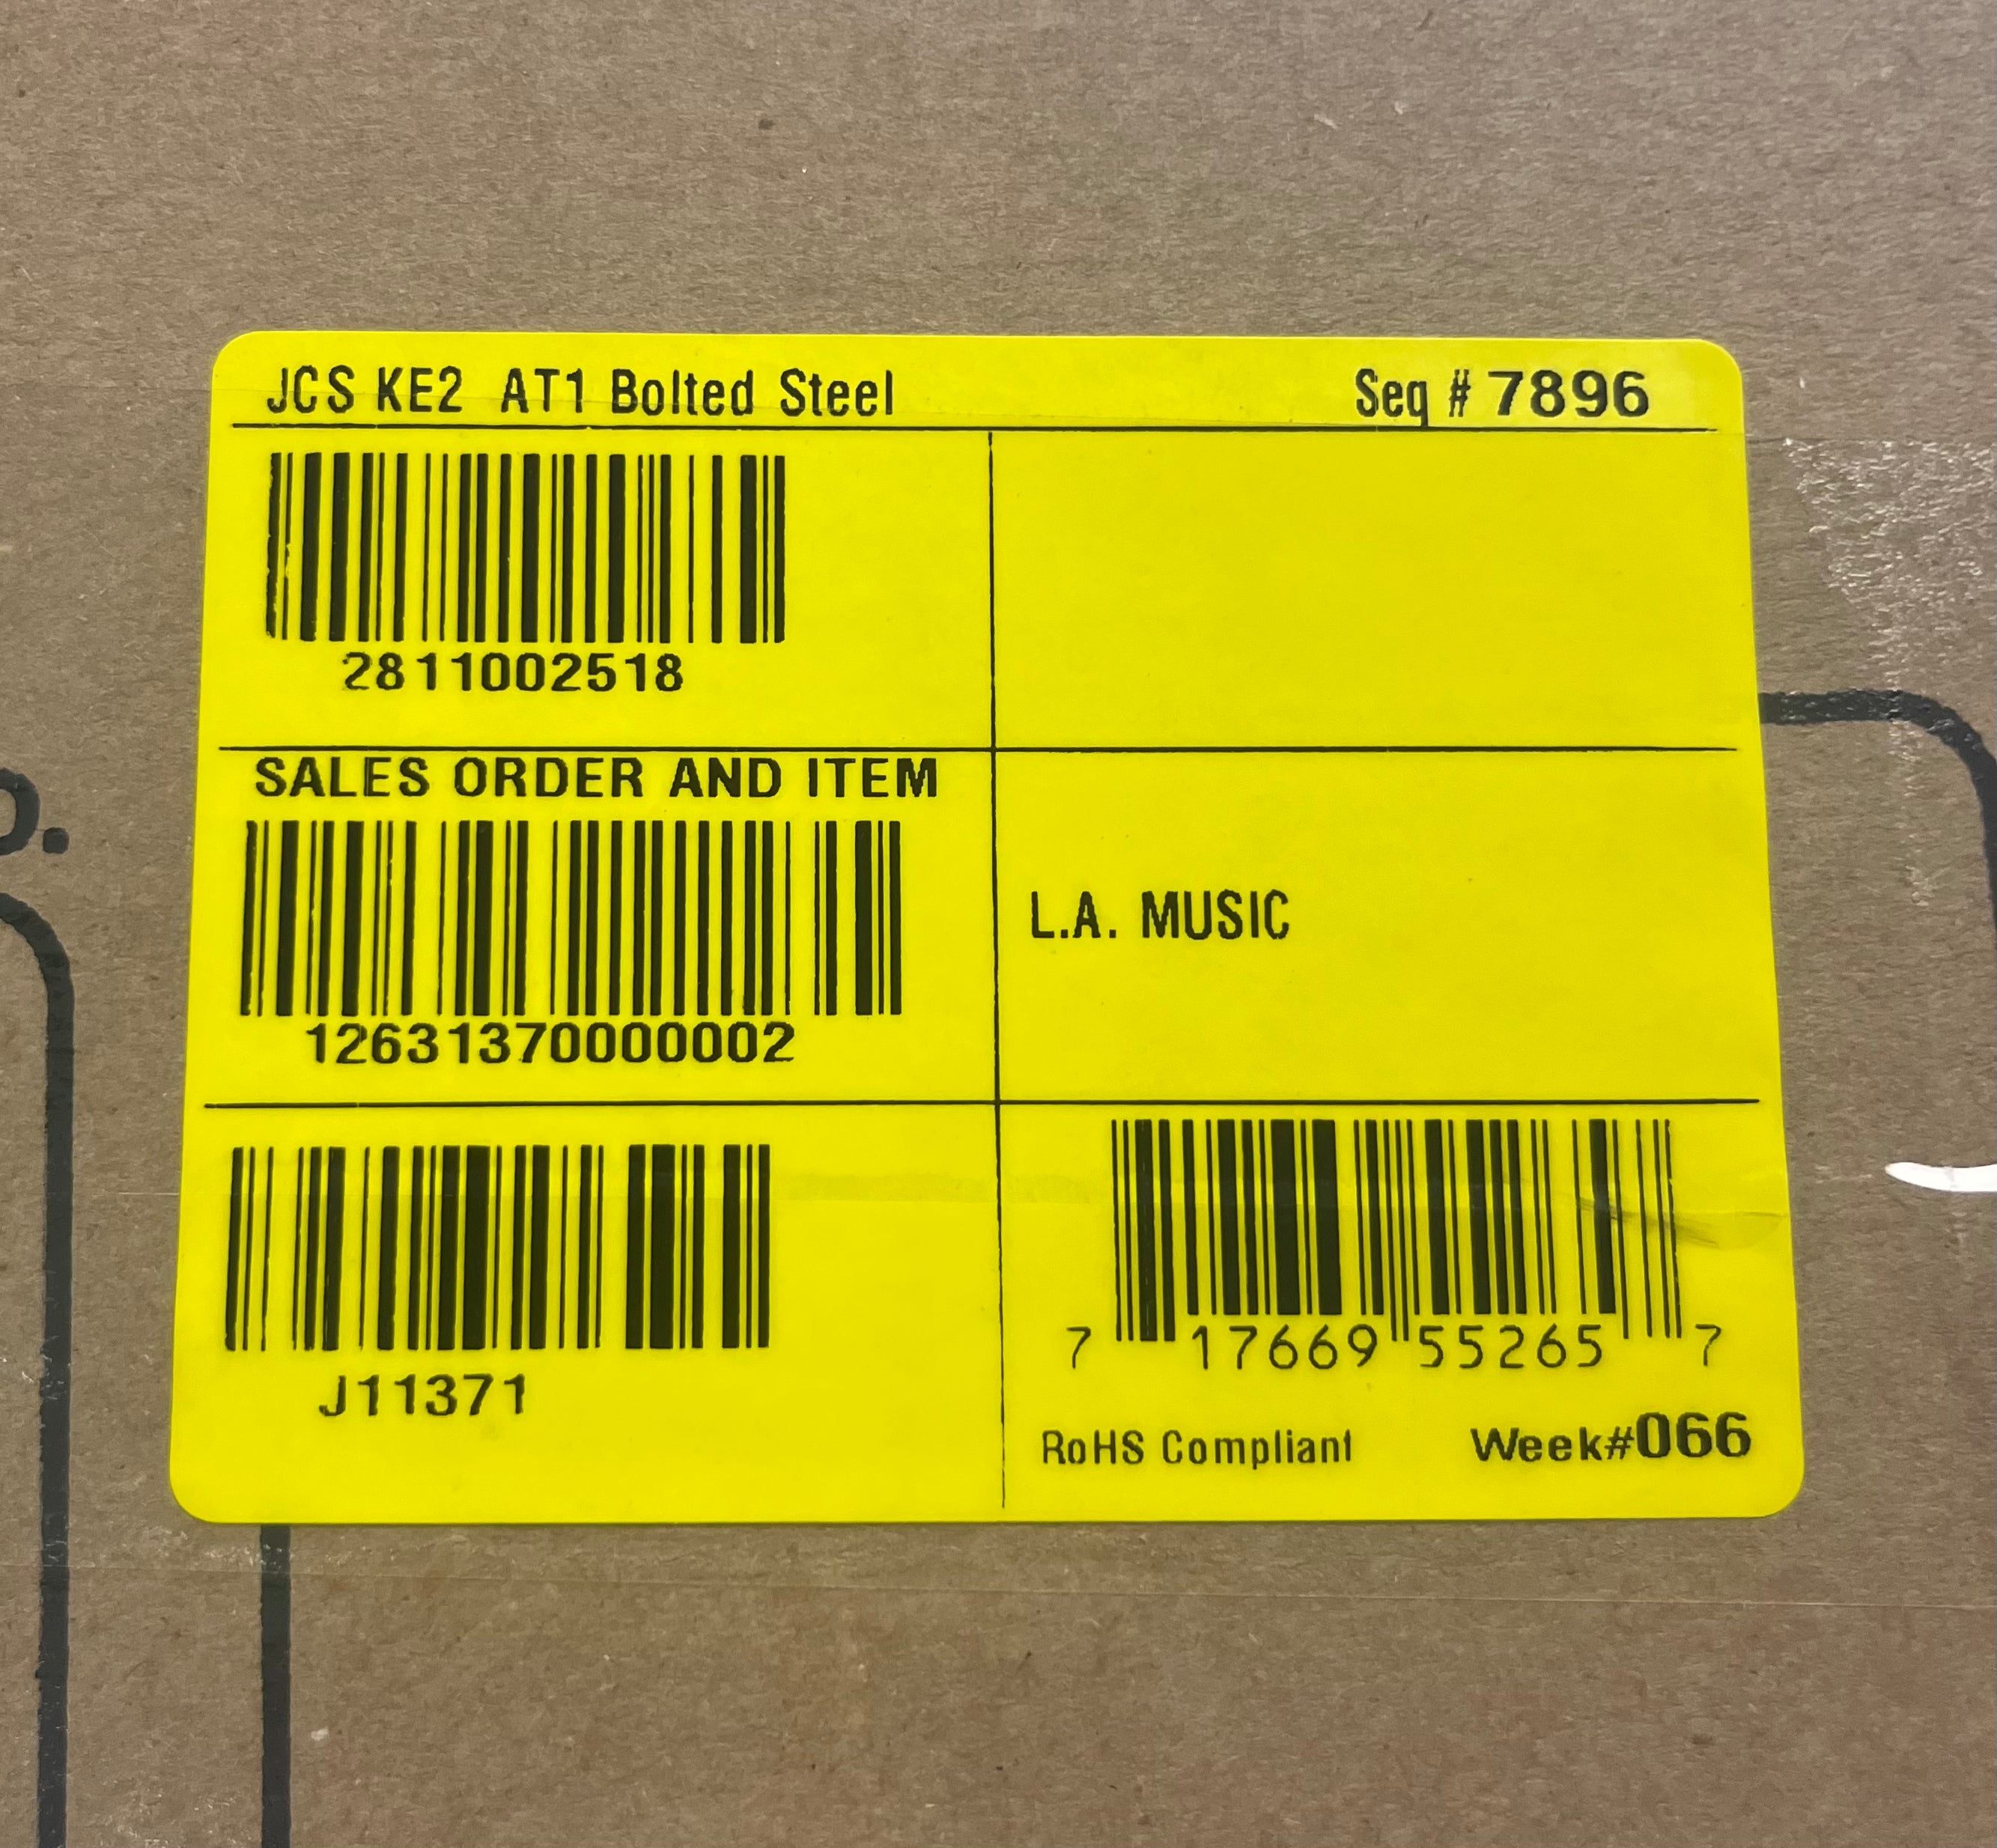 JCS KE2 AT1 Bolted Steel
Seq # 7896
2811002518
SALES ORDER AND ITEM
12631370000002
L.A. MUSIC
J11371
7 17669 55265 7
RoHS Compliant
Week#066